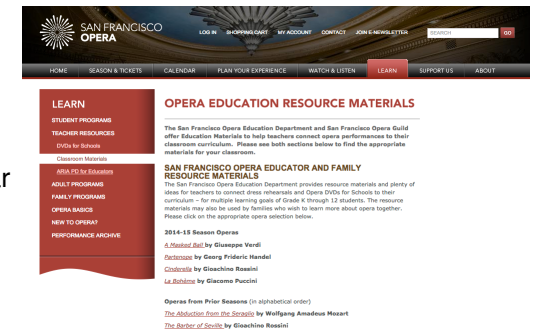 SAN FRANCISCO
OPERA
LOG IN SHOPPING CART MY ACCOUNT CONTACT JOIN E-NEWSLETTER SEARCH GO
HOME SEASON & TICKETS CALENDAR PLAN YOUR EXPERIENCE WATCH & LISTEN LEARN SUPPORT US ABOUT
LEARN
STUDENT PROGRAMS
TEACHER RESOURCES
DVDs for Schools
Classroom Materials
ARIA PD for Educators
ADULT PROGRAMS
FAMILY PROGRAMS
OPERA BASICS
NEW TO OPERA?
PERFORMANCE ARCHIVE
ar
OPERA EDUCATION RESOURCE MATERIALS
The San Francisco Opera Education Department and San Francisco Opera Guild
offer Education Materials to help teachers connect opera performances to their
classroom curriculum. Please see both sections below to find the appropriate
materials for your classroom.
SAN FRANCISCO OPERA EDUCATOR AND FAMILY
RESOURCE MATERIALS
The San Francisco Opera Education Department provides resource materials and plenty of
ideas for teachers to connect dress rehearsals and Opera DVDs for Schools to their
curriculum – for multiple learning goals of Grade K through 12 students. The resource
materials may also be used by families who wish to learn more about opera together.
Please click on the appropriate opera selection below.
2014-15 Season Operas
A Masked Ball by Giuseppe Verdi
Partenope by Georg Frideric Handel
Cinderella by Gioachino Rossini
La Bohème by Giacomo Puccini
Operas from Prior Seasons (in alphabetical order)
The Abduction from the Seraglio by Wolfgang Amadeus Mozart
The Barber of Seville by Gioachino Rossini